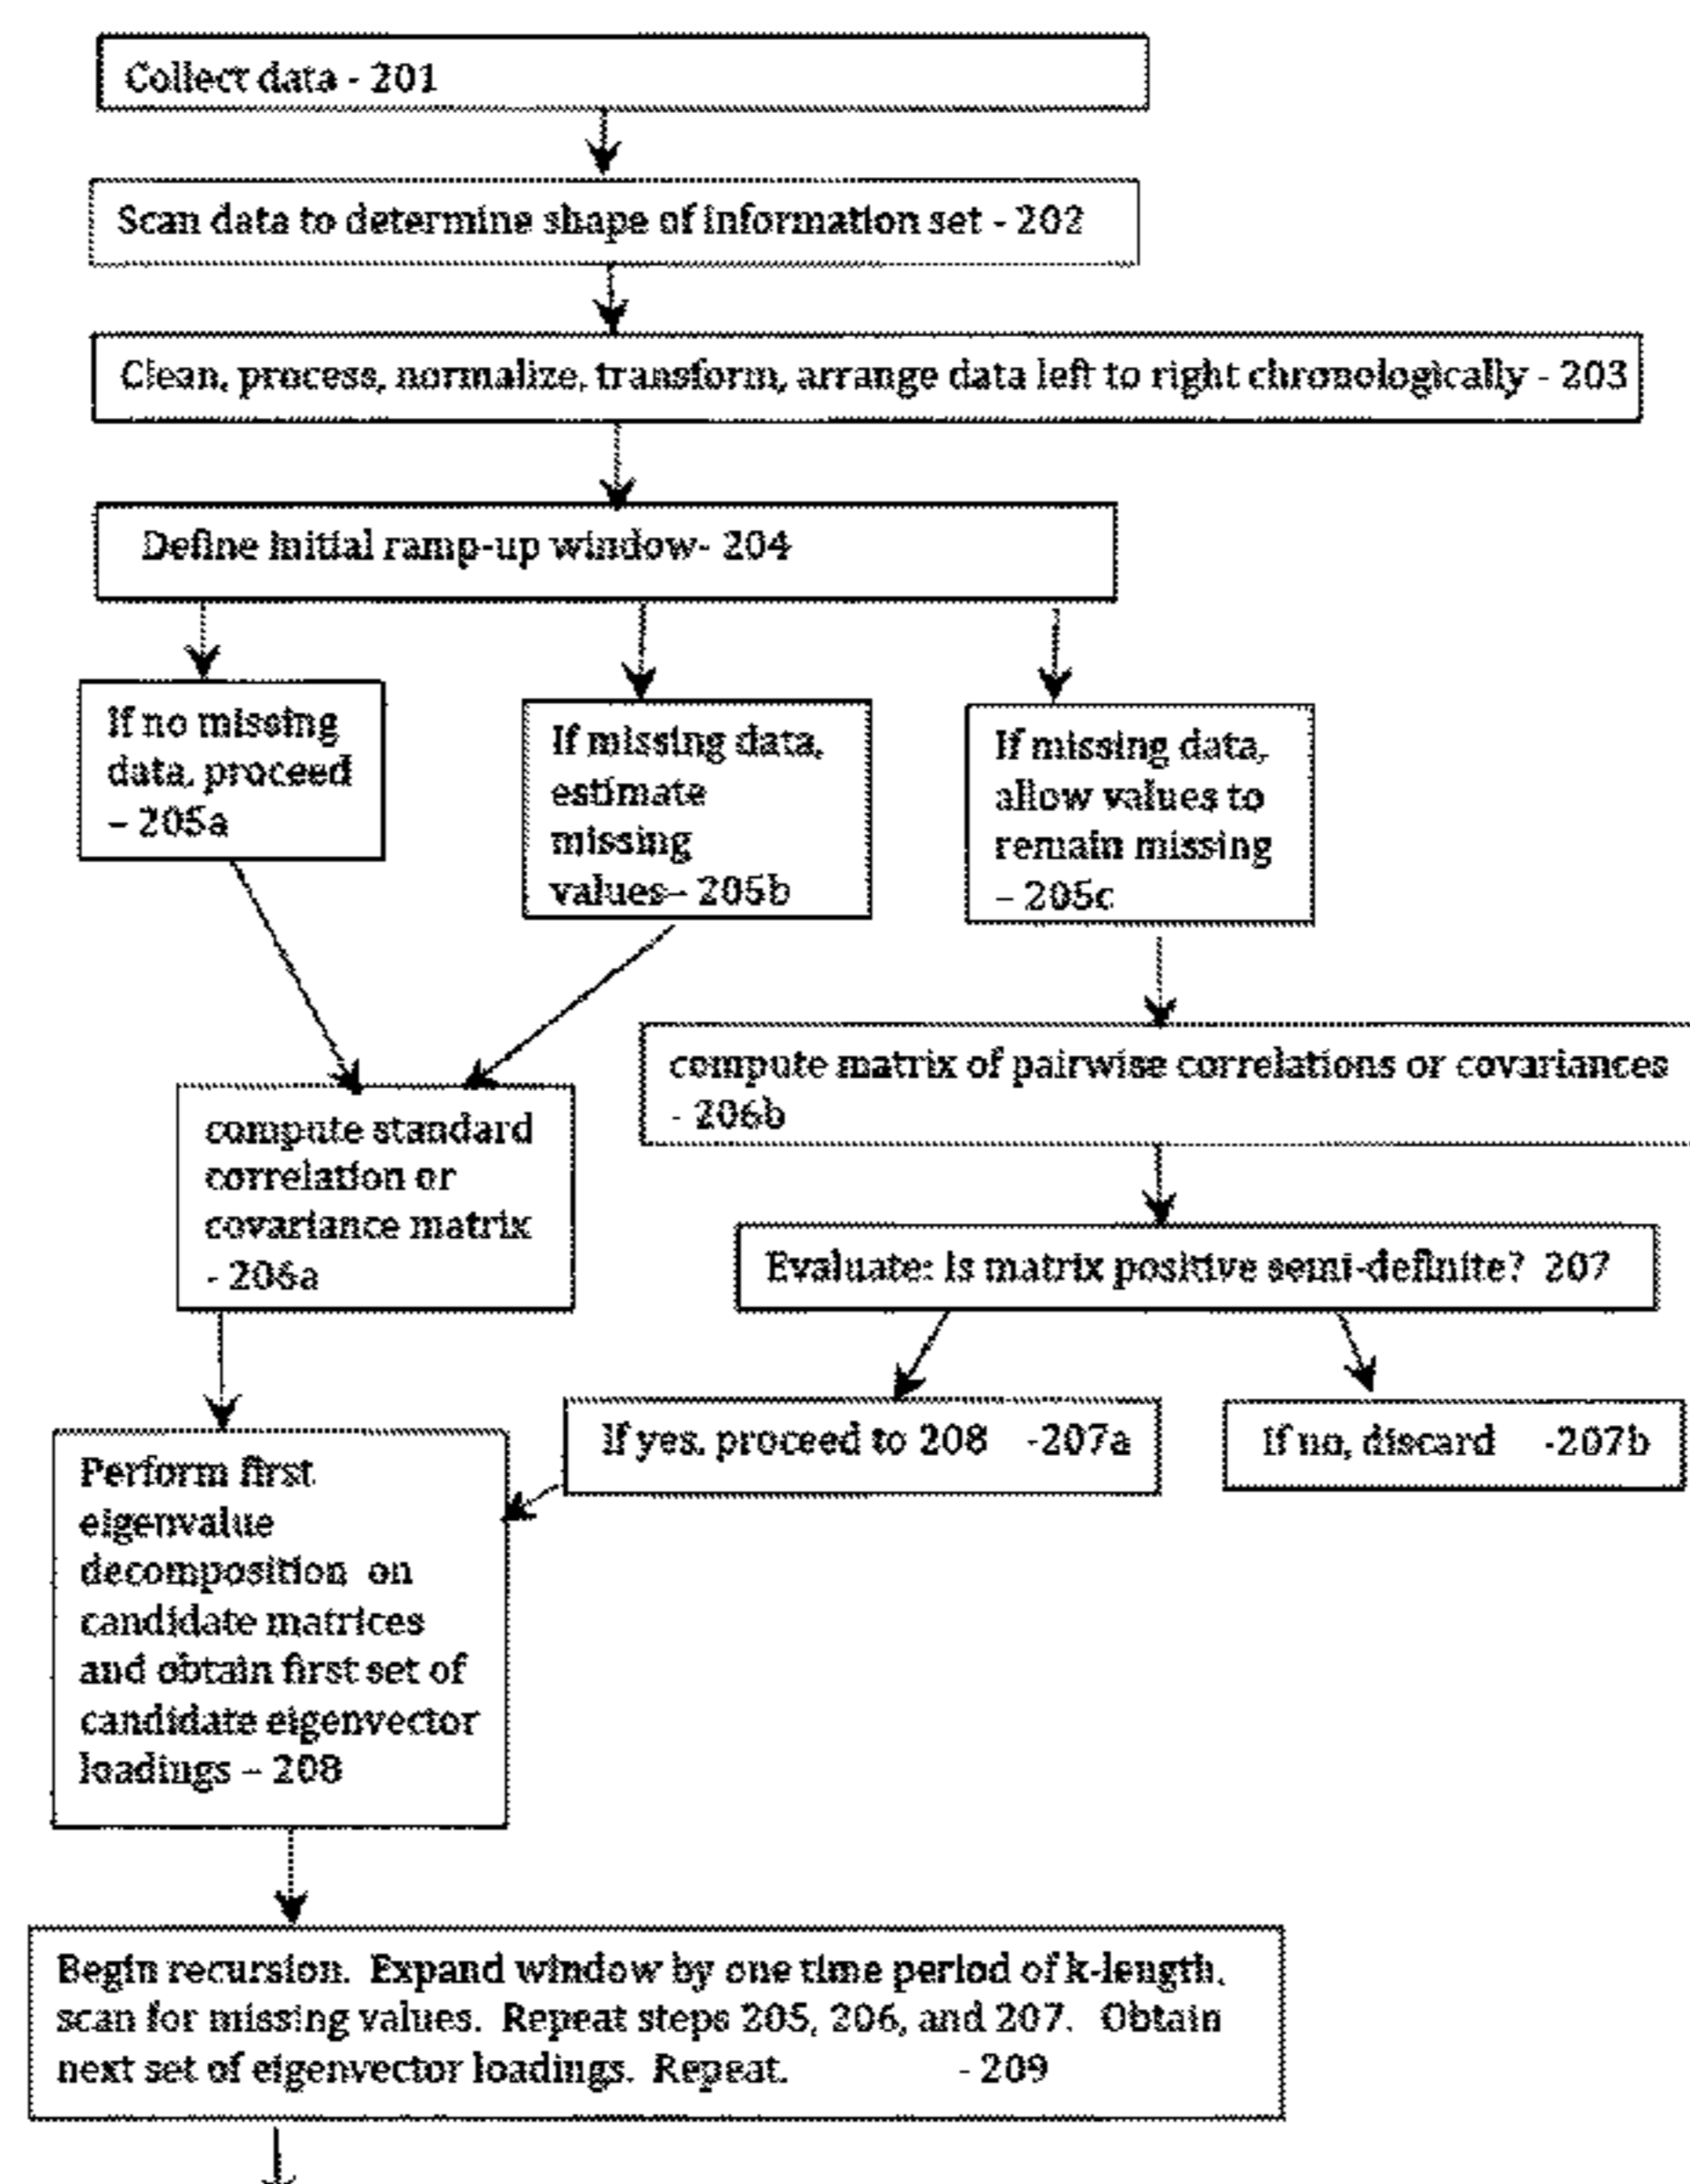 Collect data - 201
Scan data to determine shape of information set - 202
Clean, process, normalize, transform, arrange data left to right chronologically - 203
Define initial ramp-up window- 204
If no missing
data, proceed
– 205a
If missing data,
estimate
missing
values– 205b
If missing data,
allow values to
remain missing
– 205c
compute matrix of pairwise correlations or covariances
- 206b
compute standard
correlation or
covariance matrix
- 206a
Evaluate: Is matrix positive semi-definite? 207
If yes, proceed to 208 -207a
If no, discard -207b
Perform first
eigenvalue
decomposition on
candidate matrices
and obtain first set of
candidate eigenvector
loadings – 208
Begin recursion. Expand window by one time period of k-length,
scan for missing values. Repeat steps 205, 206, and 207. Obtain
next set of eigenvector loadings. Repeat. - 209